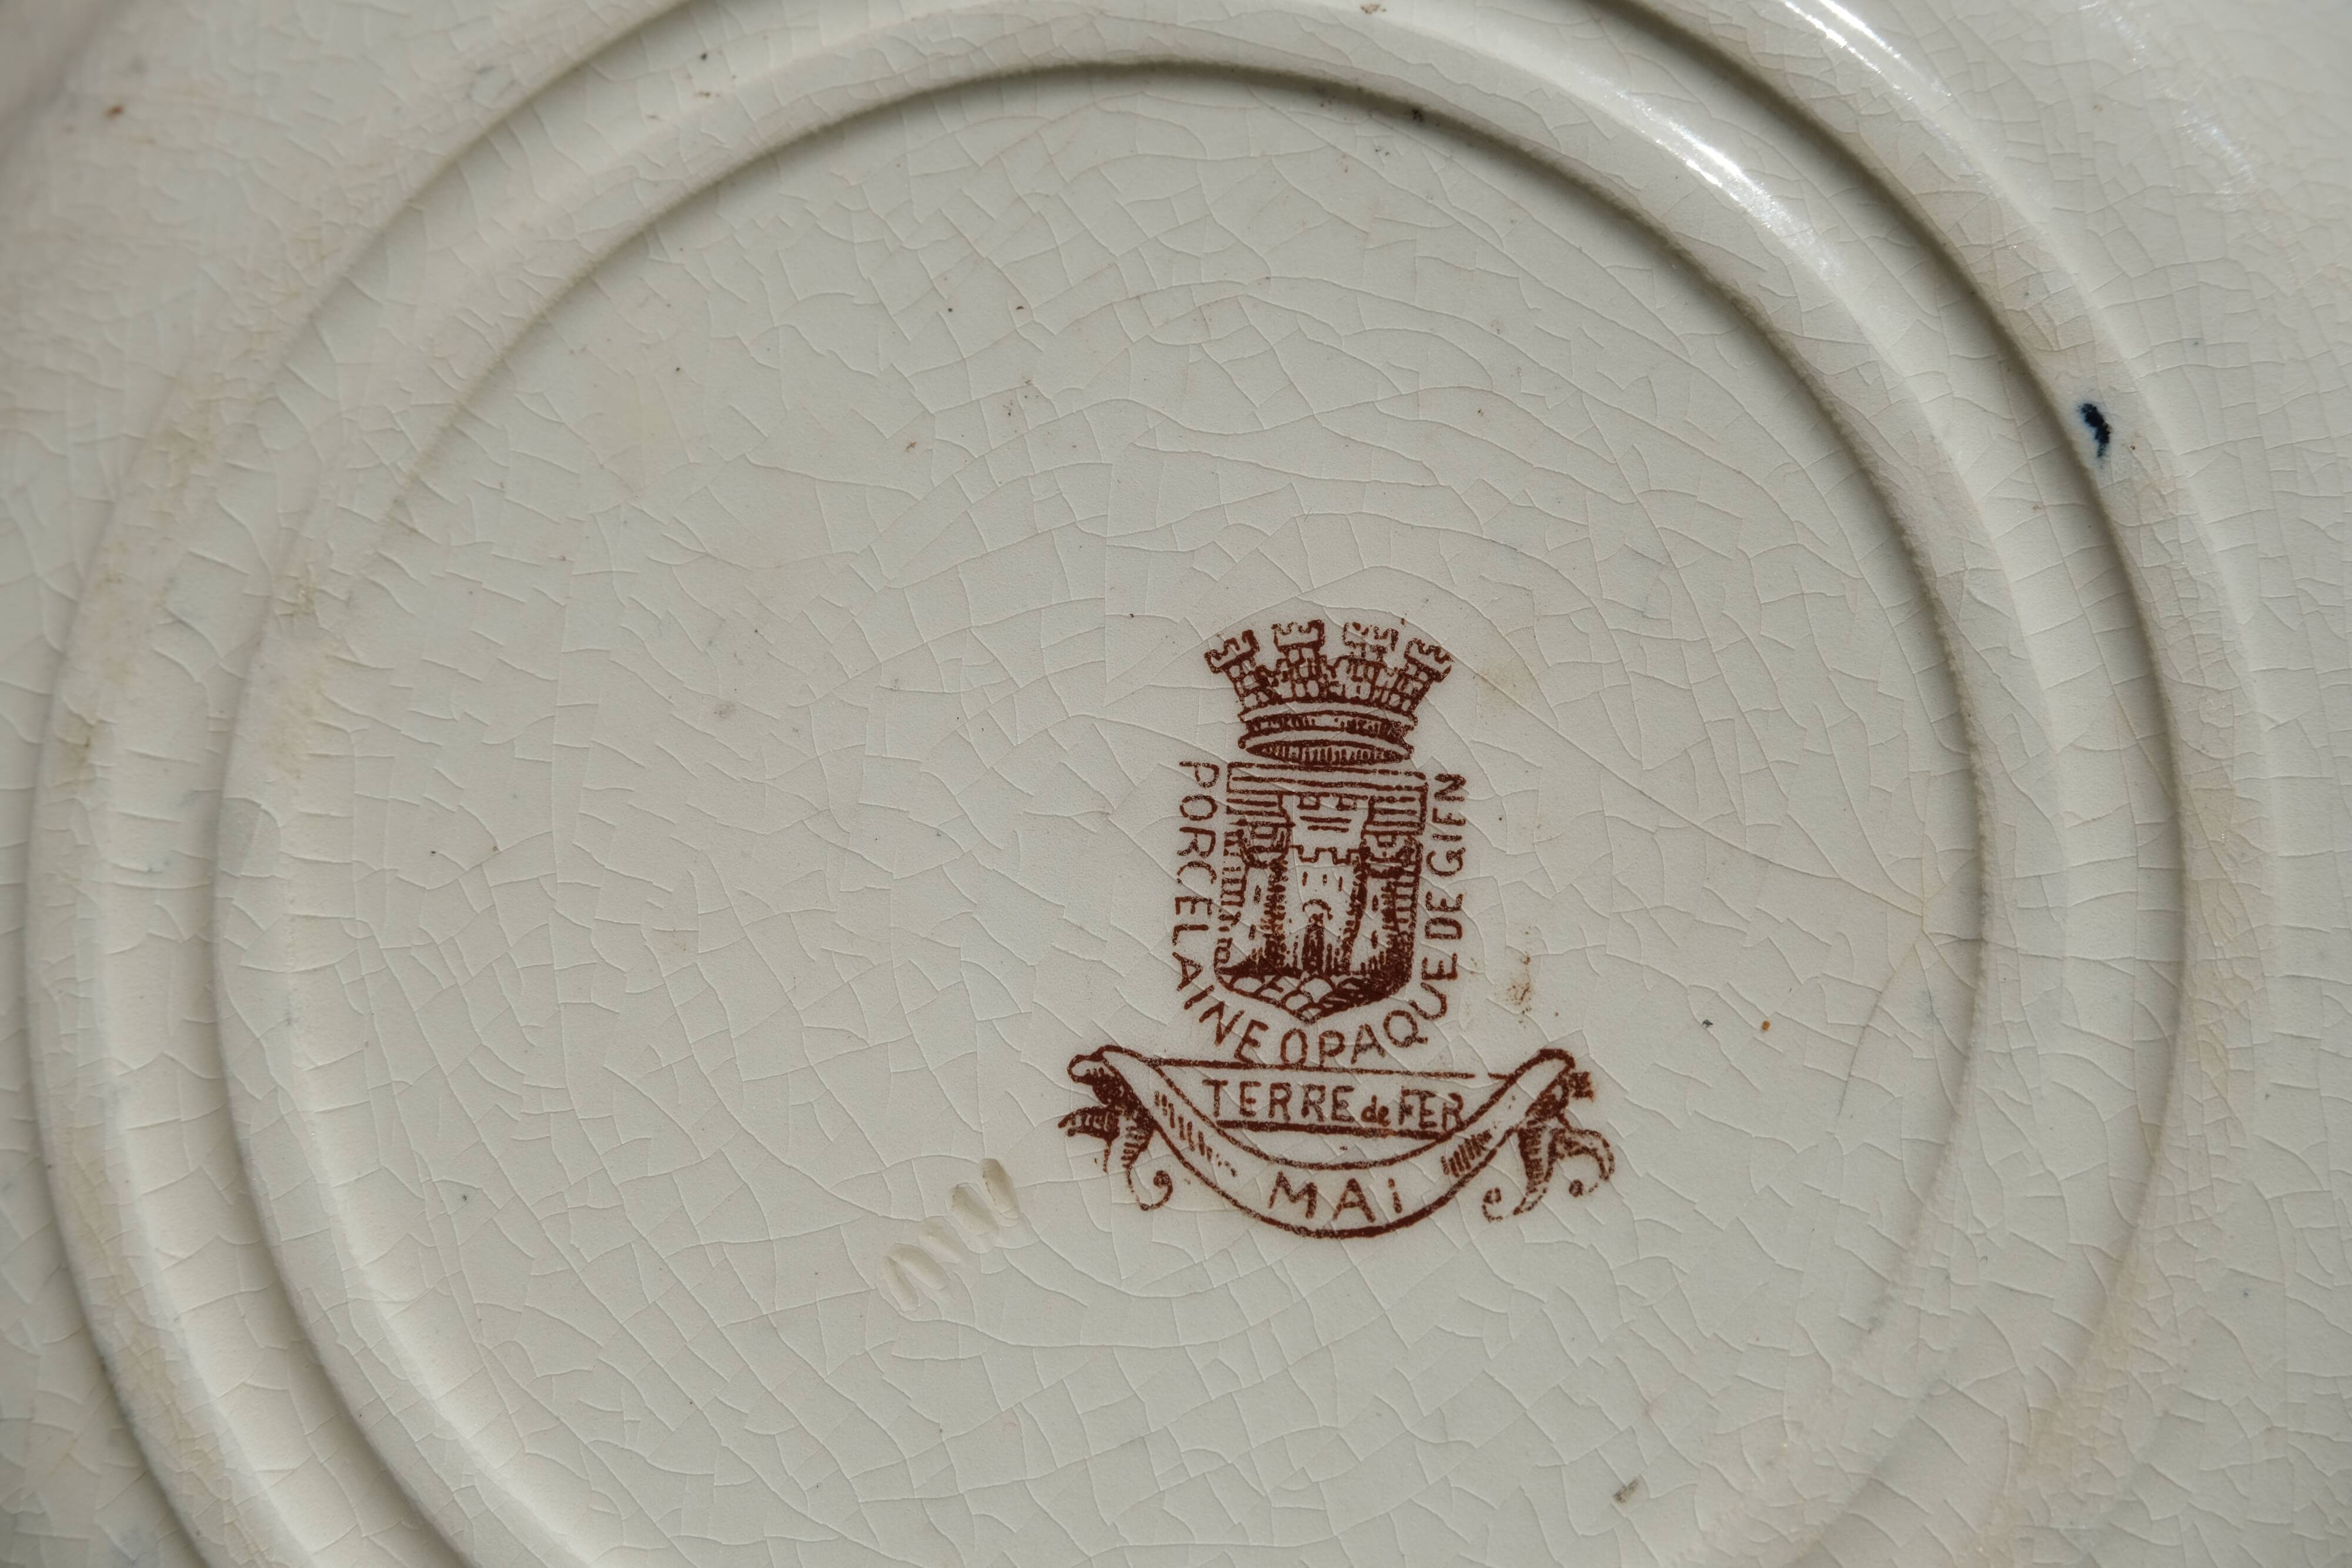 PORCELAINE OPAQUE DE GIEN
TERRE de FER
MAi